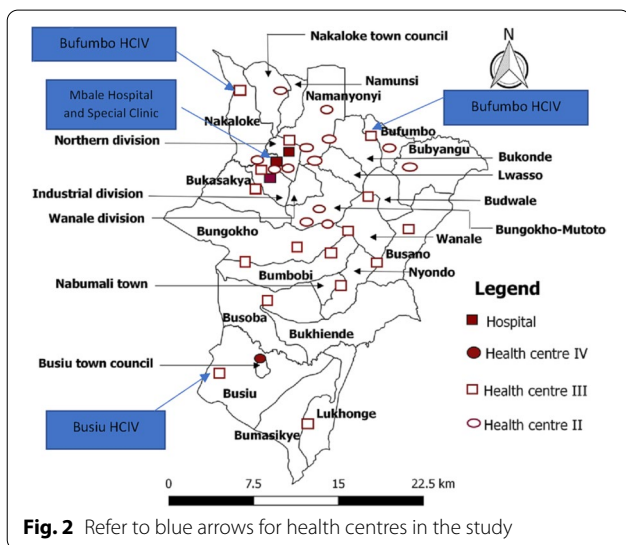 Bufumbo HCIV
Nakaloke town council
N
Mbale Hospital
and Special Clinic
Namunsi
Namanyonyi
Bufumbo HCIV
Nakaloke
Bufumbo
Northern division
Bubyangu
Bukonde
Bukasakya
Lwasso
Industrial division
Budwale
Wanale division
Bungokho-Mutoto
Bungokho
Wanale
Busano
Bumbobi
Nyondo
Nabumali town
Legend
Busoba
Hospital
Bukhiende
Health centre IV
Busiu town council
Health centre III
Busiu
Busiu HCIV
Lukhonge
Health centre II
Bumasikye
0 7.5 15 22.5 km
Fig. 2 Refer to blue arrows for health centres in the study